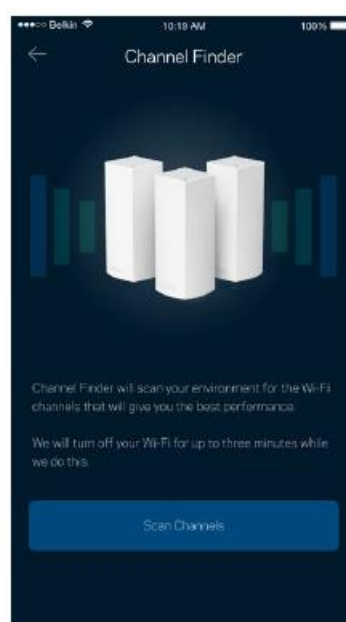 Belkin 10:19 AM 100%
Channel Finder
Channel Finder will scan your environment for the Wi-Fi
channels that will give you the best performance.
We will turn off your Wi-Fi for up to three minutes while
we do this.
Scan Channels